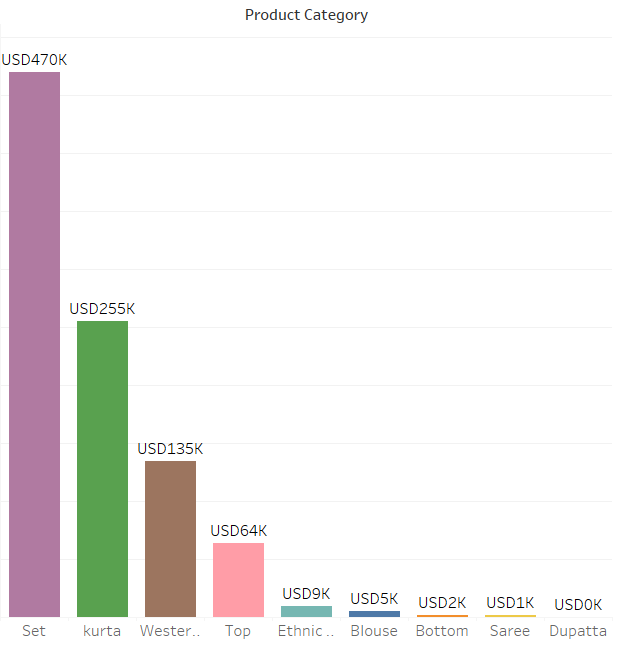 Product Category
USD470K
USD255K
USD135K
USD64K
USD9K
USD5K
USD2K
USD1K
USD0K
Set
kurta
Wester..
Top
Ethnic ..
Blouse
Bottom
Saree
Dupatta